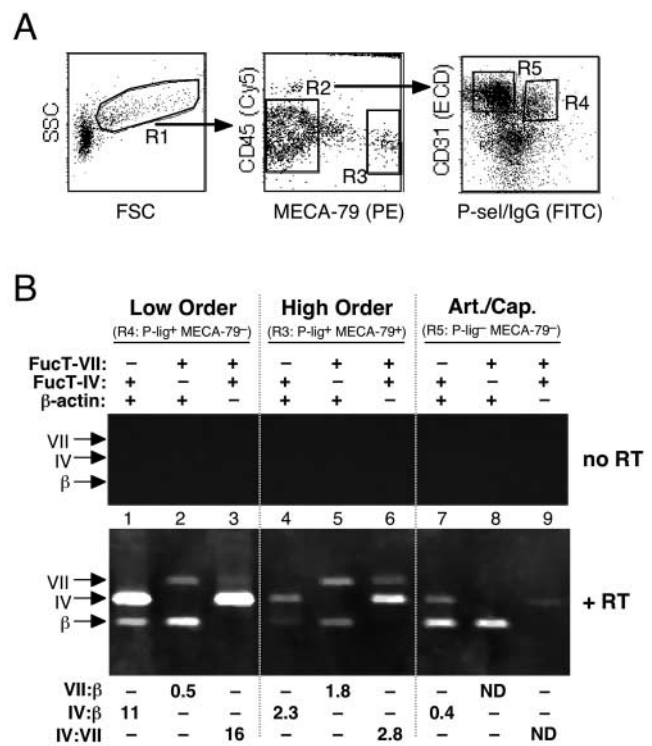 A
SSC
R1
FSC
CD45 (Cy5)
R2
R3
MECA-79 (PE)
CD31 (ECD)
R5
R4
P-sel/IgG (FITC)
B
Low Order High Order Art./Cap.
(R4: P-lig+ MECA-79–) (R3: P-lig+ MECA-79+) (R5: P-lig– MECA-79–)
FucT-VII: – + + – + + – + +
FucT-IV: + – + + – + + – +
β-actin: + + – + + – + + –
VII
IV
β
no RT
1 2 3 4 5 6 7 8 9
VII
IV
β
+ RT
VII:β – 0.5 – – 1.8 – – ND –
IV:β 11 – – 2.3 – – 0.4 – –
IV:VII – – 16 – – 2.8 – – ND